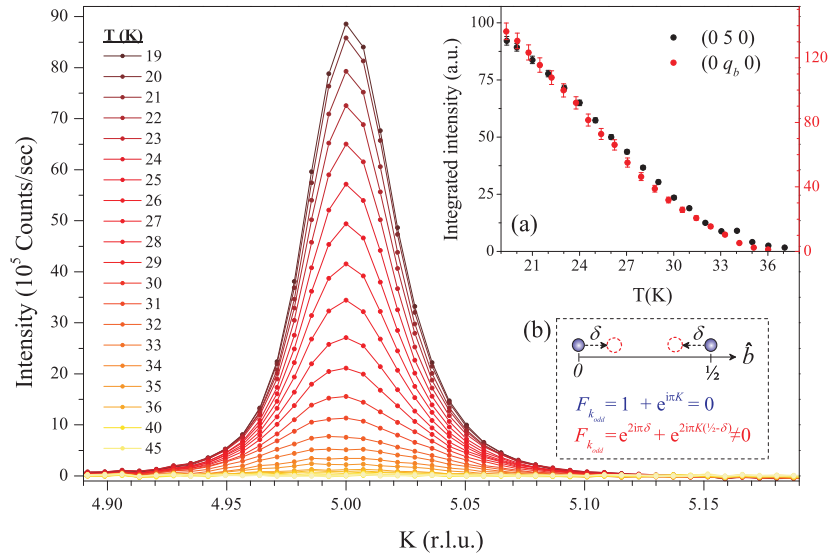 T (K)
19
20
21
22
23
24
25
26
27
28
29
30
31
32
33
34
35
36
40
45
90
80
70
60
50
40
30
20
10
0
Intensity (10⁵ Counts/sec)
4.90 4.95 5.00 5.05 5.10 5.15
K (r.l.u.)
100
75
50
25
0
Integrated intensity (a.u.)
(0 5 0)
(0 q_b 0)
120
80
40
0
(a)
21 24 27 30 33 36
T(K)
(b)
δ δ
0 ½ b̂
F_{k_{odd}} = 1 + e^{iπK} = 0
F_{k_{odd}} = e^{2iπδ} + e^{2iπK(½-δ)} ≠ 0